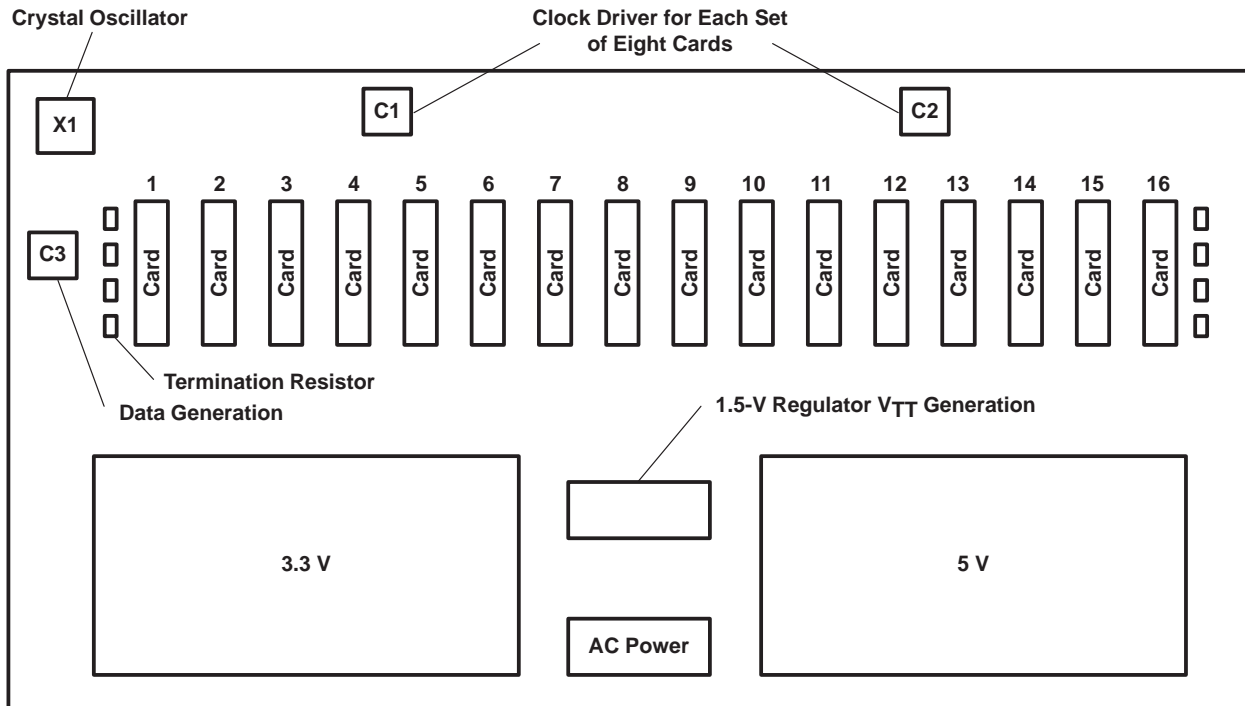 Crystal Oscillator
Clock Driver for Each Set
of Eight Cards
X1
C1
C2
1 2 3 4 5 6 7 8 9 10 11 12 13 14 15 16
C3
Card Card Card Card Card Card Card Card Card Card Card Card Card Card Card Card
Termination Resistor
Data Generation
1.5-V Regulator VTT Generation
3.3 V
5 V
AC Power